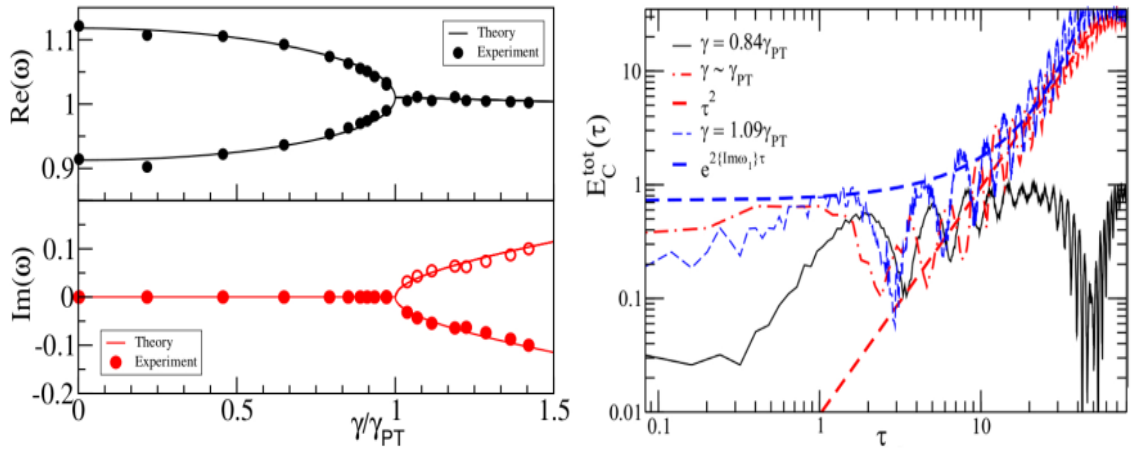 Re(ω)
1.1
1
0.9
Theory
Experiment
Im(ω)
0.1
0
-0.1
-0.2
Theory
Experiment
0 0.5 1 1.5
γ/γPT
E_C^tot(τ)
10
1
0.1
0.01
γ = 0.84γPT
γ ~ γPT
τ²
γ = 1.09γPT
e^2{Imω₁}τ
0.1 1 10
τ